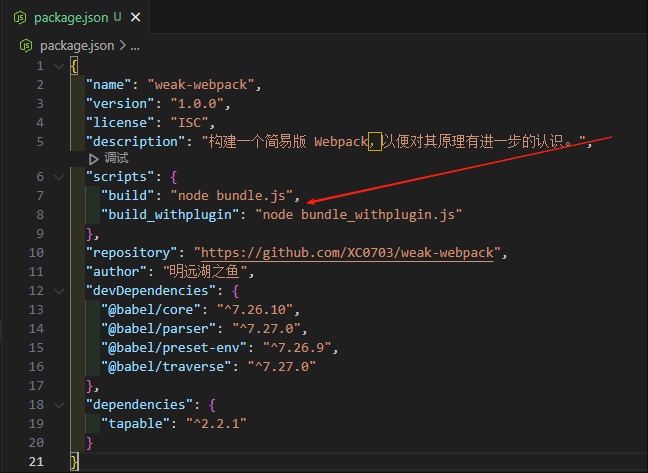 package.json U
package.json > ...
1 {
2 "name": "weak-webpack",
3 "version": "1.0.0",
4 "license": "ISC",
5 "description": "构建一个简易版 Webpack，以便对其原理有进一步的认识。",
调试
6 "scripts": {
7 "build": "node bundle.js",
8 "build_withplugin": "node bundle_withplugin.js"
9 },
10 "repository": "https://github.com/XC0703/weak-webpack",
11 "author": "明远湖之鱼",
12 "devDependencies": {
13 "@babel/core": "^7.26.10",
14 "@babel/parser": "^7.27.0",
15 "@babel/preset-env": "^7.26.9",
16 "@babel/traverse": "^7.27.0"
17 },
18 "dependencies": {
19 "tapable": "^2.2.1"
20 }
21 }